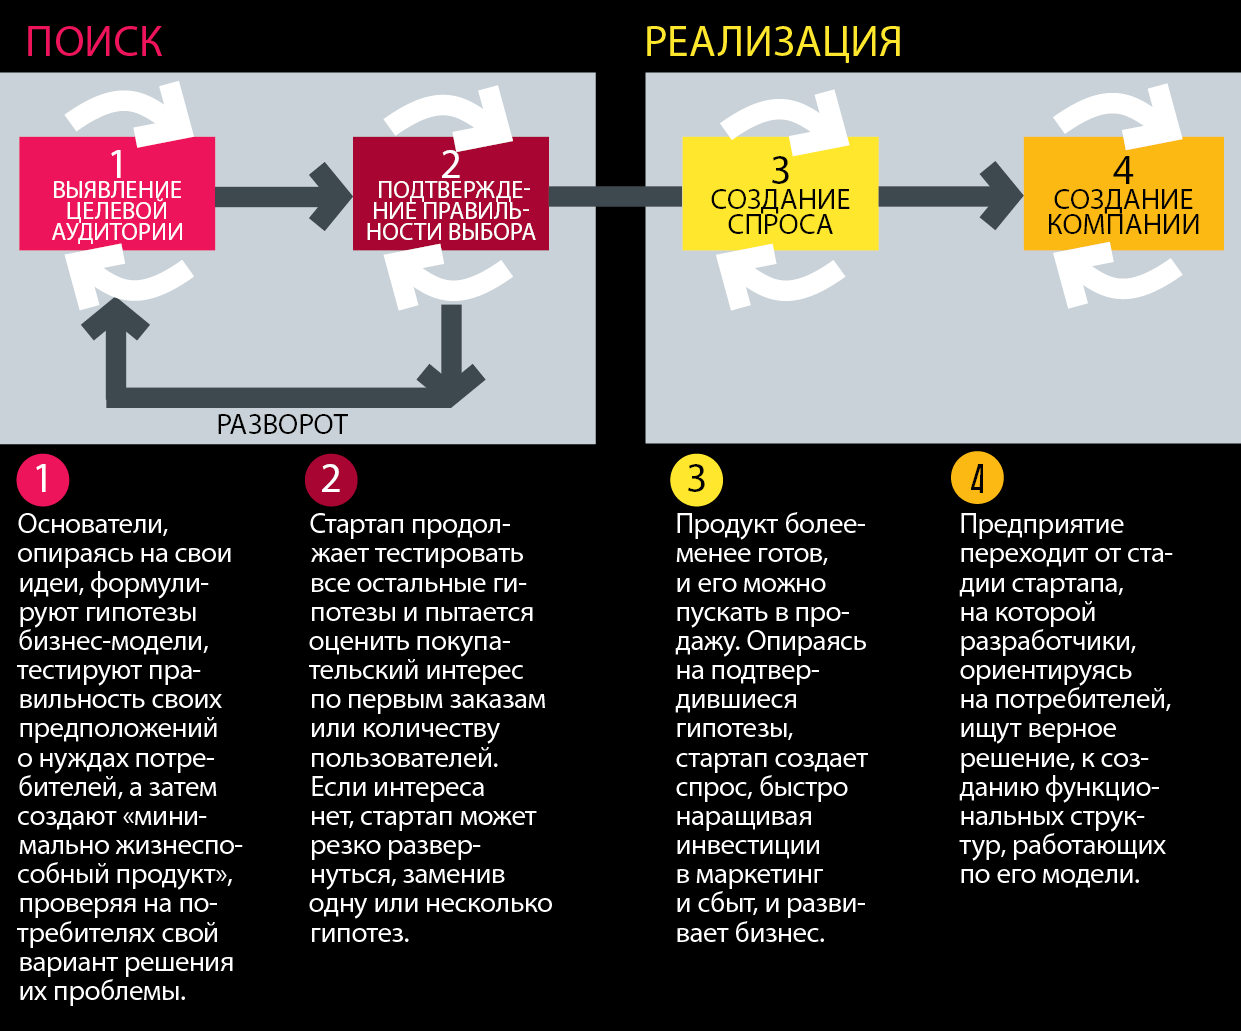 ПОИСК
РЕАЛИЗАЦИЯ
1
ВЫЯВЛЕНИЕ
ЦЕЛЕВОЙ
АУДИТОРИИ
2
ПОДТВЕРЖДЕ-
НИЕ ПРАВИЛЬ-
НОСТИ ВЫБОРА
3
СОЗДАНИЕ
СПРОСА
4
СОЗДАНИЕ
КОМПАНИИ
РАЗВОРОТ
1
Основатели,
опираясь на свои
идеи, формули-
руют гипотезы
бизнес-модели,
тестируют пра-
вильность своих
предположений
о нуждах потре-
бителей, а затем
создают «мини-
мально жизнеспо-
собный продукт»,
проверяя на по-
требителях свой
вариант решения
их проблемы.
2
Стартап продол-
жает тестировать
все остальные ги-
потезы и пытается
оценить покупа-
тельский интерес
по первым заказам
или количеству
пользователей.
Если интереса
нет, стартап может
резко развер-
нуться, заменив
одну или несколько
гипотез.
3
Продукт более-
менее готов,
и его можно
пускать в про-
дажу. Опираясь
на подтвер-
дившиеся
гипотезы,
стартап создает
спрос, быстро
наращивая
инвестиции
в маркетинг
и сбыт, и разви-
вает бизнес.
4
Предприятие
переходит от ста-
дии стартапа,
на которой
разработчики,
ориентируясь
на потребителей,
ищут верное
решение, к соз-
данию функцио-
нальных струк-
тур, работающих
по его модели.